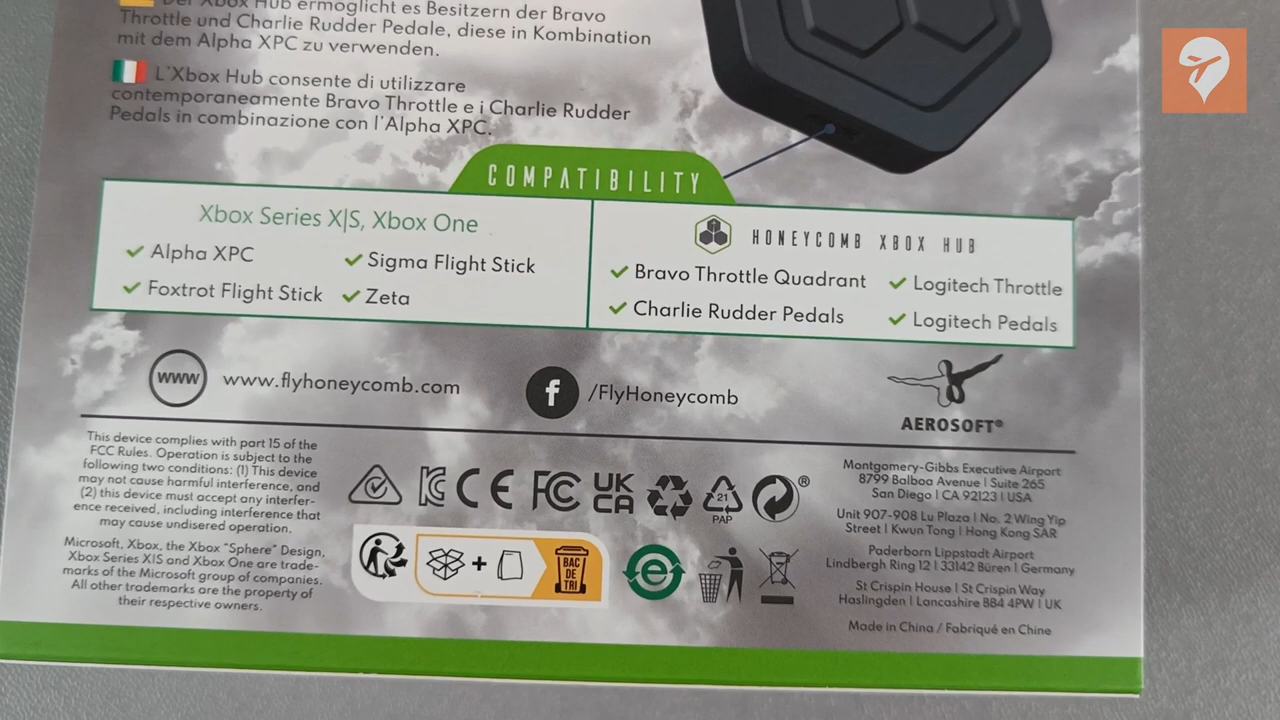 Der Xbox Hub ermöglicht es Besitzern der Bravo
Throttle und Charlie Rudder Pedale, diese in Kombination
mit dem Alpha XPC zu verwenden.
L'Xbox Hub consente di utilizzare
contemporaneamente Bravo Throttle e i Charlie Rudder
Pedals in combinazione con l'Alpha XPC.
COMPATIBILITY
Xbox Series X|S, Xbox One
Alpha XPC
Sigma Flight Stick
Foxtrot Flight Stick
Zeta
HONEYCOMB XBOX HUB
Bravo Throttle Quadrant
Logitech Throttle
Charlie Rudder Pedals
Logitech Pedals
www
www.flyhoneycomb.com
f
/FlyHoneycomb
AEROSOFT®
This device complies with part 15 of the
FCC Rules. Operation is subject to the
following two conditions: (1) This device
may not cause harmful interference, and
(2) this device must accept any interfer-
ence received, including interference that
may cause undisered operation.
Microsoft, Xbox, the Xbox "Sphere" Design,
Xbox Series X|S and Xbox One are trade-
marks of the Microsoft group of companies.
All other trademarks are the property of
their respective owners.
CE
FC
UK
CA
21
PAP
®
+
BAC
DE
TRI
e
Montgomery-Gibbs Executive Airport
8799 Balboa Avenue | Suite 265
San Diego | CA 92123 | USA
Unit 907-908 Lu Plaza | No. 2 Wing Yip
Street | Kwun Tong | Hong Kong SAR
Paderborn Lippstadt Airport
Lindbergh Ring 12 | 33142 Büren | Germany
St Crispin House | St Crispin Way
Haslingden | Lancashire BB4 4PW | UK
Made in China / Fabriqué en Chine